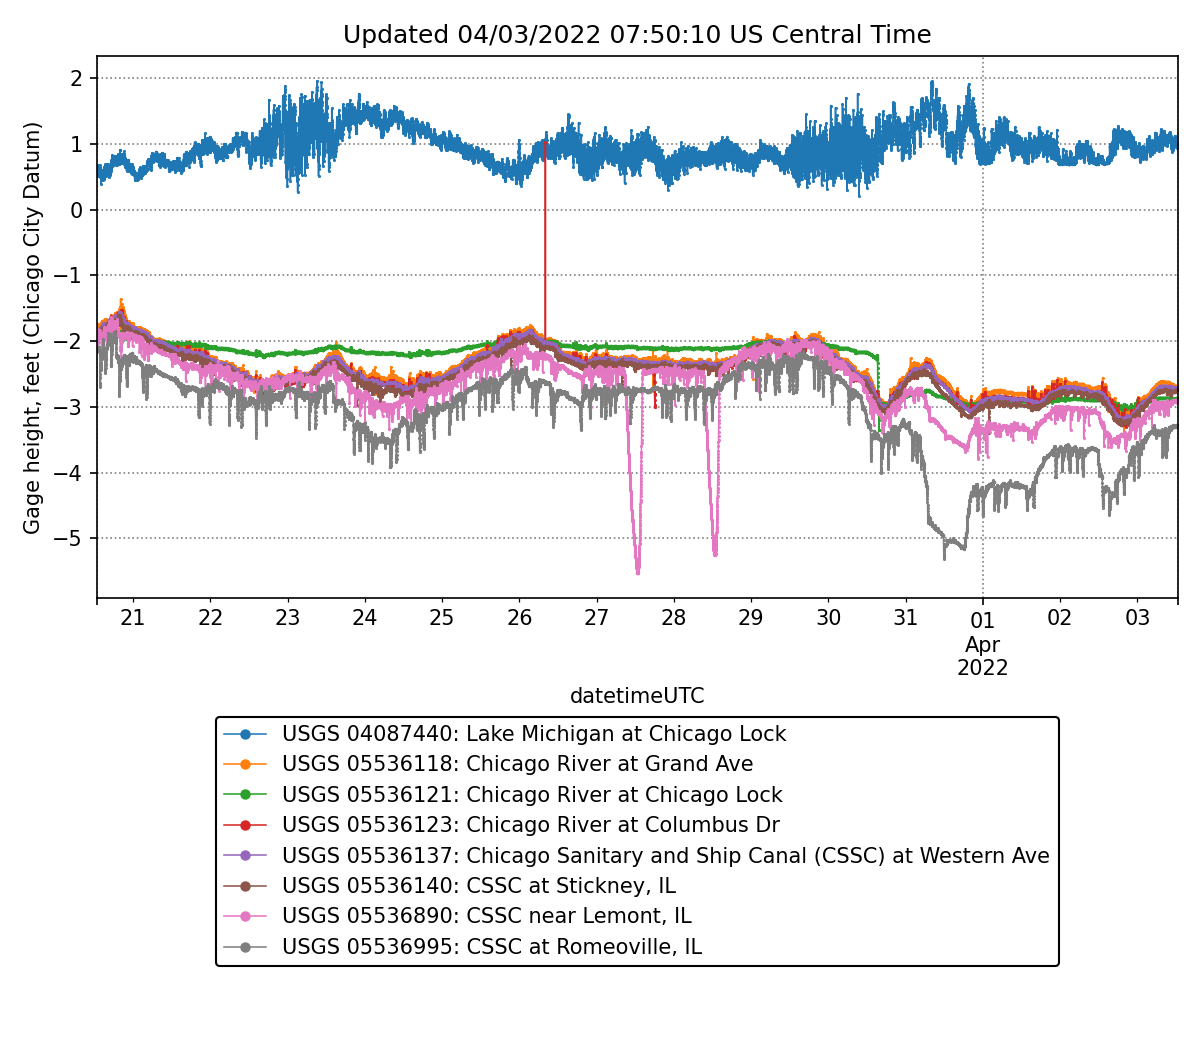 Updated 04/03/2022 07:50:10 US Central Time
Gage height, feet (Chicago City Datum)
2
1
0
−1
−2
−3
−4
−5
21 22 23 24 25 26 27 28 29 30 31 01 02 03
Apr
2022
datetimeUTC
USGS 04087440: Lake Michigan at Chicago Lock
USGS 05536118: Chicago River at Grand Ave
USGS 05536121: Chicago River at Chicago Lock
USGS 05536123: Chicago River at Columbus Dr
USGS 05536137: Chicago Sanitary and Ship Canal (CSSC) at Western Ave
USGS 05536140: CSSC at Stickney, IL
USGS 05536890: CSSC near Lemont, IL
USGS 05536995: CSSC at Romeoville, IL